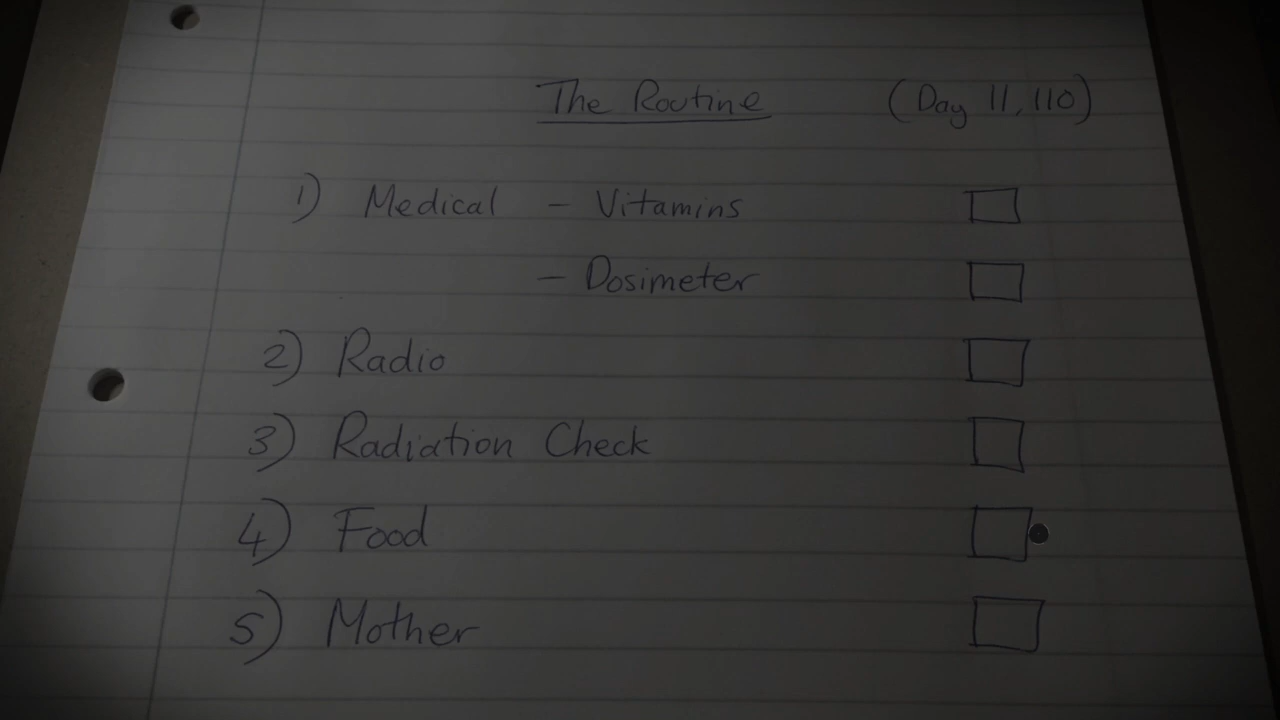 The Routine (Day 11,110)
1) Medical - Vitamins
- Dosimeter
2) Radio
3) Radiation Check
4) Food
5) Mother